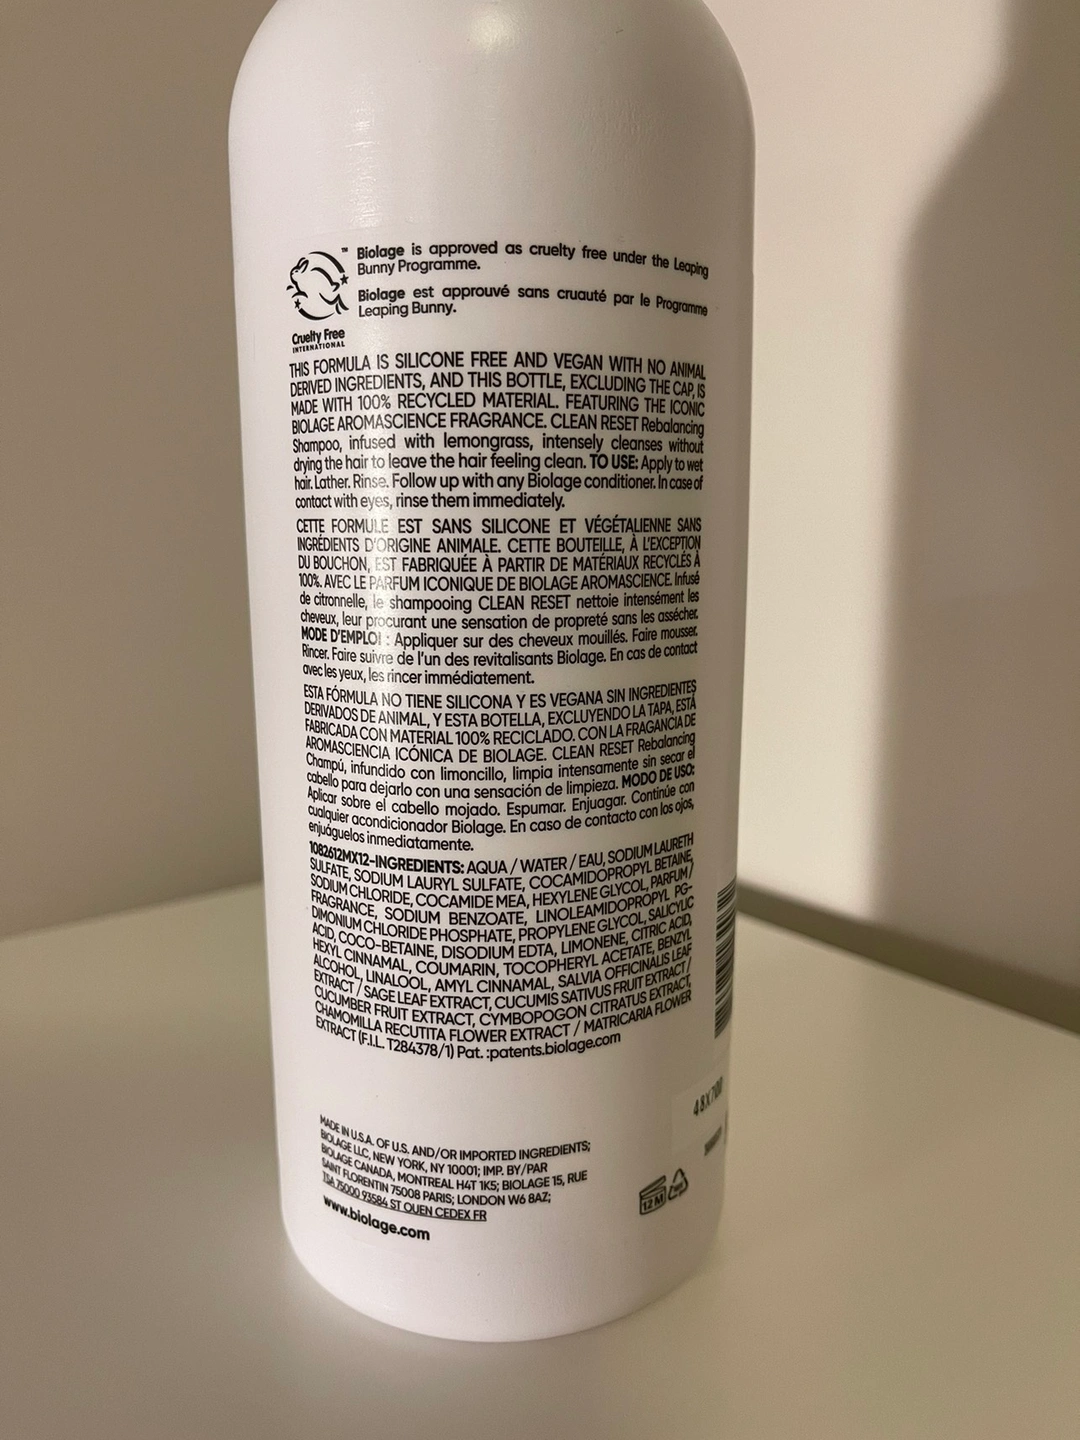 ™ Biolage is approved as cruelty free under the Leaping
Bunny Programme.
Biolage est approuvé sans cruauté par le Programme
Leaping Bunny.
Cruelty Free
INTERNATIONAL
THIS FORMULA IS SILICONE FREE AND VEGAN WITH NO ANIMAL
DERIVED INGREDIENTS, AND THIS BOTTLE, EXCLUDING THE CAP, IS
MADE WITH 100% RECYCLED MATERIAL. FEATURING THE ICONIC
BIOLAGE AROMASCIENCE FRAGRANCE. CLEAN RESET Rebalancing
Shampoo, infused with lemongrass, intensely cleanses without
drying the hair to leave the hair feeling clean. TO USE: Apply to wet
hair. Lather. Rinse. Follow up with any Biolage conditioner. In case of
contact with eyes, rinse them immediately.
CETTE FORMULE EST SANS SILICONE ET VÉGÉTALIENNE SANS
INGRÉDIENTS D'ORIGINE ANIMALE. CETTE BOUTEILLE, À L'EXCEPTION
DU BOUCHON, EST FABRIQUÉE À PARTIR DE MATÉRIAUX RECYCLÉS À
100%. AVEC LE PARFUM ICONIQUE DE BIOLAGE AROMASCIENCE. Infusé
de citronnelle, le shampooing CLEAN RESET nettoie intensément les
cheveux, leur procurant une sensation de propreté sans les assécher.
MODE D'EMPLOI : Appliquer sur des cheveux mouillés. Faire mousser.
Rincer. Faire suivre de l'un des revitalisants Biolage. En cas de contact
avec les yeux, les rincer immédiatement.
ESTA FÓRMULA NO TIENE SILICONA Y ES VEGANA SIN INGREDIENTES
DERIVADOS DE ANIMAL, Y ESTA BOTELLA, EXCLUYENDO LA TAPA, ESTÁ
FABRICADA CON MATERIAL 100% RECICLADO. CON LA FRAGANCIA DE
AROMASCIENCIA ICÓNICA DE BIOLAGE. CLEAN RESET Rebalancing
Champú, infundido con limoncillo, limpia intensamente sin secar el
cabello para dejarlo con una sensación de limpieza. MODO DE USO:
Aplicar sobre el cabello mojado. Espumar. Enjuagar. Continúe con
cualquier acondicionador Biolage. En caso de contacto con los ojos,
enjuáguelos inmediatamente.
1082612MX12-INGREDIENTS: AQUA / WATER / EAU, SODIUM LAURETH
SULFATE, SODIUM LAURYL SULFATE, COCAMIDOPROPYL BETAINE,
SODIUM CHLORIDE, COCAMIDE MEA, HEXYLENE GLYCOL, PARFUM /
FRAGRANCE, SODIUM BENZOATE, LINOLEAMIDOPROPYL PG-
DIMONIUM CHLORIDE PHOSPHATE, PROPYLENE GLYCOL, SALICYLIC
ACID, COCO-BETAINE, DISODIUM EDTA, LIMONENE, CITRIC ACID,
HEXYL CINNAMAL, COUMARIN, TOCOPHERYL ACETATE, BENZYL
ALCOHOL, LINALOOL, AMYL CINNAMAL, SALVIA OFFICINALIS LEAF
EXTRACT / SAGE LEAF EXTRACT, CUCUMIS SATIVUS FRUIT EXTRACT /
CUCUMBER FRUIT EXTRACT, CYMBOPOGON CITRATUS EXTRACT,
CHAMOMILLA RECUTITA FLOWER EXTRACT / MATRICARIA FLOWER
EXTRACT (F.I.L. T284378/1) Pat. :patents.biolage.com
48X700
MADE IN U.S.A. OF U.S. AND/OR IMPORTED INGREDIENTS;
BIOLAGE LLC, NEW YORK, NY 10001; IMP. BY/PAR
BIOLAGE CANADA, MONTREAL H4T 1K5; BIOLAGE 15, RUE
SAINT FLORENTIN 75008 PARIS; LONDON W6 8AZ;
TSA 75000 93584 ST OUEN CEDEX FR
12 M
www.biolage.com